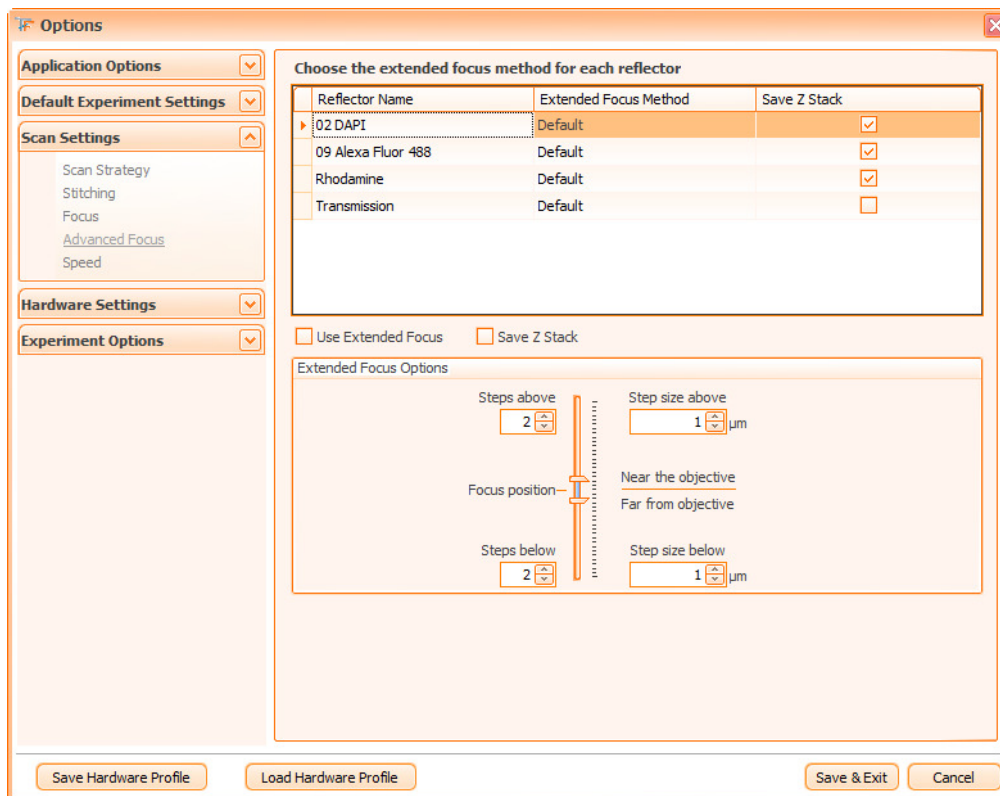 Options
Application Options
Default Experiment Settings
Scan Settings
Scan Strategy
Stitching
Focus
Advanced Focus
Speed
Hardware Settings
Experiment Options
Choose the extended focus method for each reflector
Reflector Name Extended Focus Method Save Z Stack
02 DAPI Default
09 Alexa Fluor 488 Default
Rhodamine Default
Transmission Default
Use Extended Focus Save Z Stack
Extended Focus Options
Steps above Step size above
2 1 µm
Focus position
Near the objective
Far from objective
Steps below Step size below
2 1 µm
Save Hardware Profile Load Hardware Profile Save & Exit Cancel